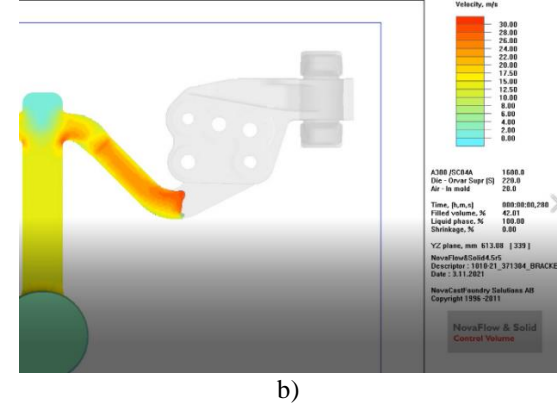 Velocity, m/s
30.00
28.00
26.00
24.00
22.00
20.00
17.50
15.00
12.50
10.00
8.00
6.00
4.00
2.00
0.00
A380 /SC84A 1600.0
Die - Orvar Supr (S) 220.0
Air - In mold 20.0
Time, [h,m,s] 000:00:00,200
Filled volume, % 42.01
Liquid phase, % 100.00
Shrinkage, % 0.00
YZ plane, mm 613.08 [ 339 ]
NovaFlow&Solid4.5r5
Descriptor : 1010-21_371384_BRACKE
Date : 3.11.2021
NovaCastFoundry Solutions AB
Copyright 1996 -2011
NovaFlow & Solid
Control Volume
b)